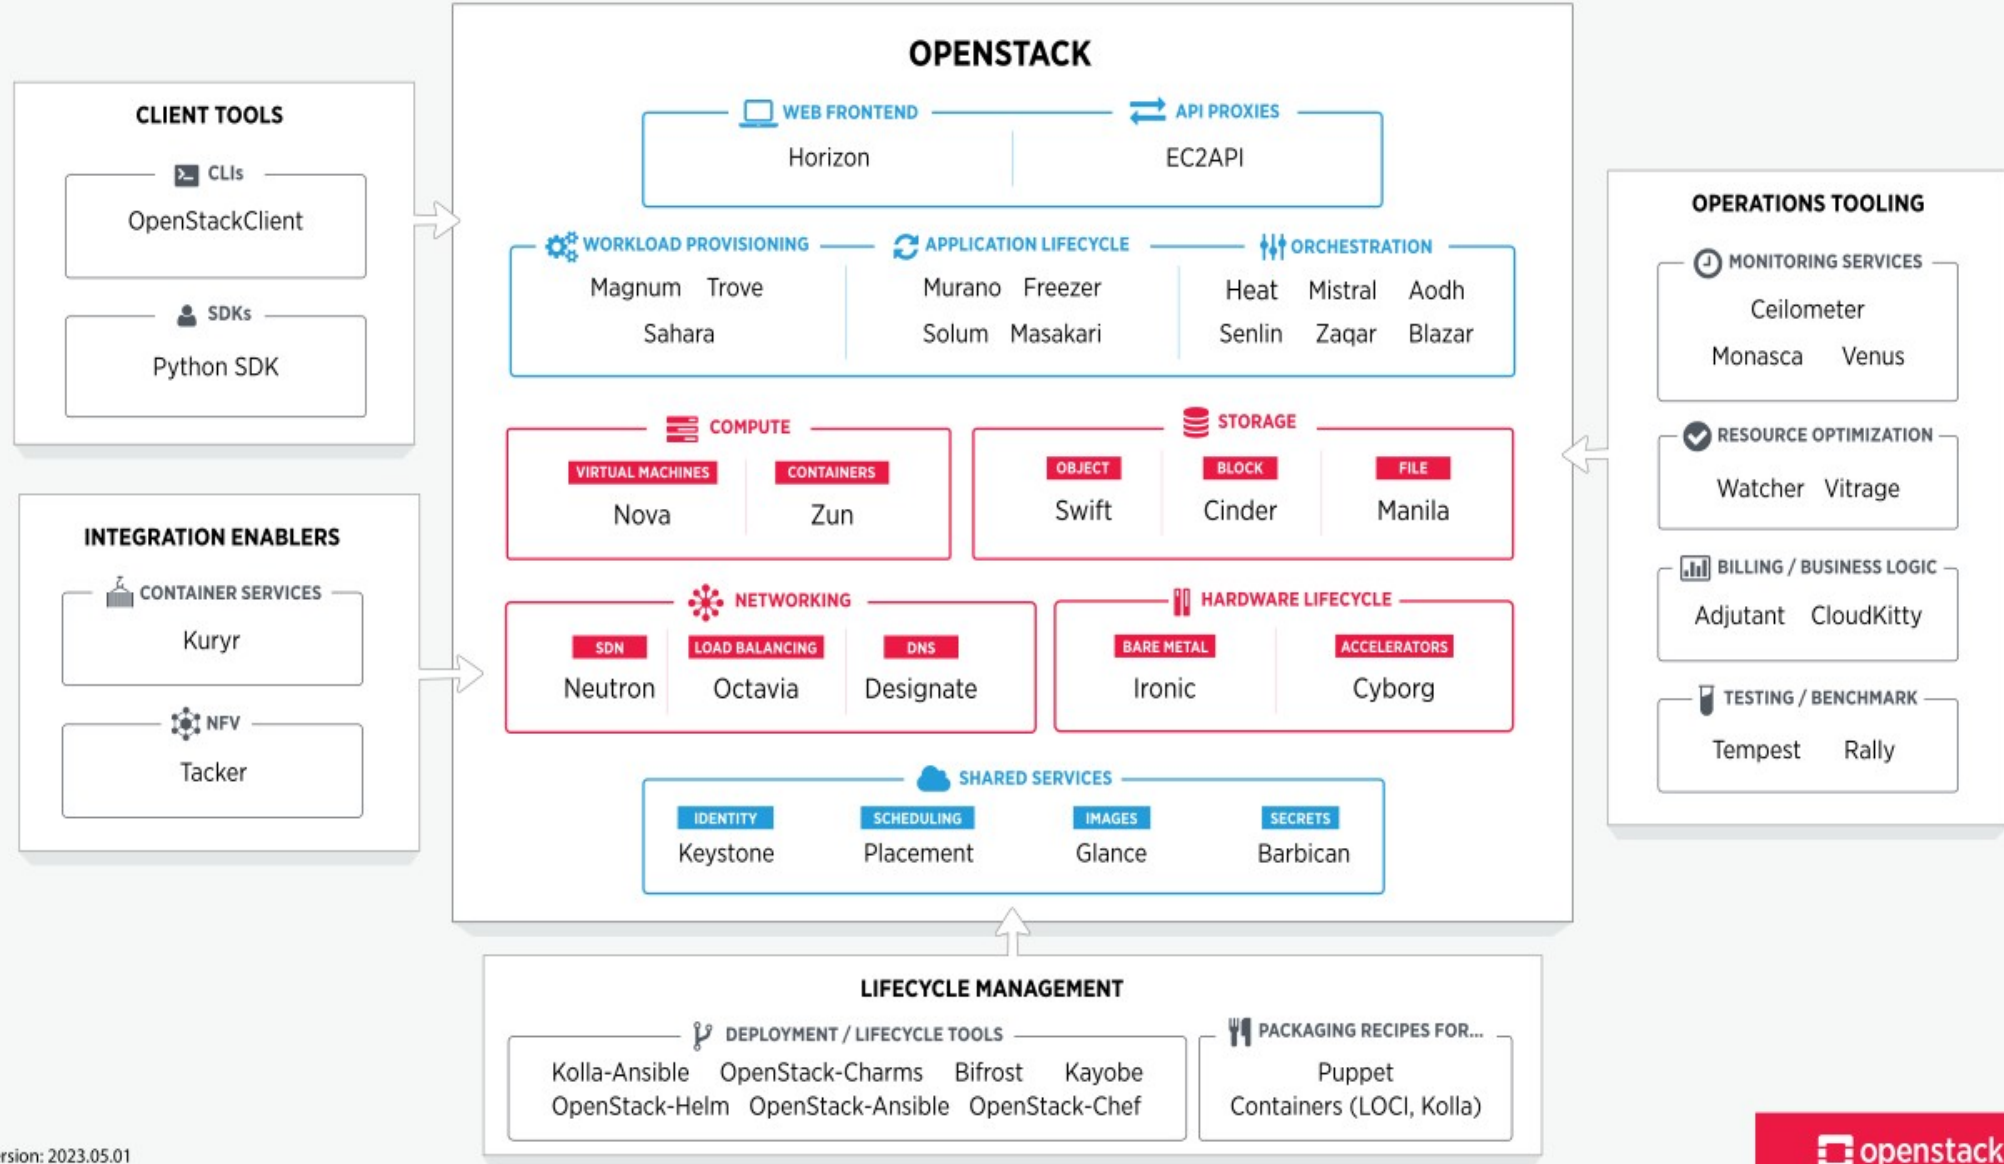 OPENSTACK
WEB FRONTEND
Horizon
API PROXIES
EC2API
WORKLOAD PROVISIONING
Magnum Trove
Sahara
APPLICATION LIFECYCLE
Murano Freezer
Solum Masakari
ORCHESTRATION
Heat Mistral Aodh
Senlin Zaqar Blazar
COMPUTE
VIRTUAL MACHINES
Nova
CONTAINERS
Zun
STORAGE
OBJECT
Swift
BLOCK
Cinder
FILE
Manila
NETWORKING
SDN
Neutron
LOAD BALANCING
Octavia
DNS
Designate
HARDWARE LIFECYCLE
BARE METAL
Ironic
ACCELERATORS
Cyborg
SHARED SERVICES
IDENTITY
Keystone
SCHEDULING
Placement
IMAGES
Glance
SECRETS
Barbican
CLIENT TOOLS
CLIs
OpenStackClient
SDKs
Python SDK
INTEGRATION ENABLERS
CONTAINER SERVICES
Kuryr
NFV
Tacker
OPERATIONS TOOLING
MONITORING SERVICES
Ceilometer
Monasca Venus
RESOURCE OPTIMIZATION
Watcher Vitrage
BILLING / BUSINESS LOGIC
Adjutant CloudKitty
TESTING / BENCHMARK
Tempest Rally
LIFECYCLE MANAGEMENT
DEPLOYMENT / LIFECYCLE TOOLS
Kolla-Ansible OpenStack-Charms Bifrost Kayobe
OpenStack-Helm OpenStack-Ansible OpenStack-Chef
PACKAGING RECIPES FOR...
Puppet
Containers (LOCI, Kolla)
rsion: 2023.05.01
openstack